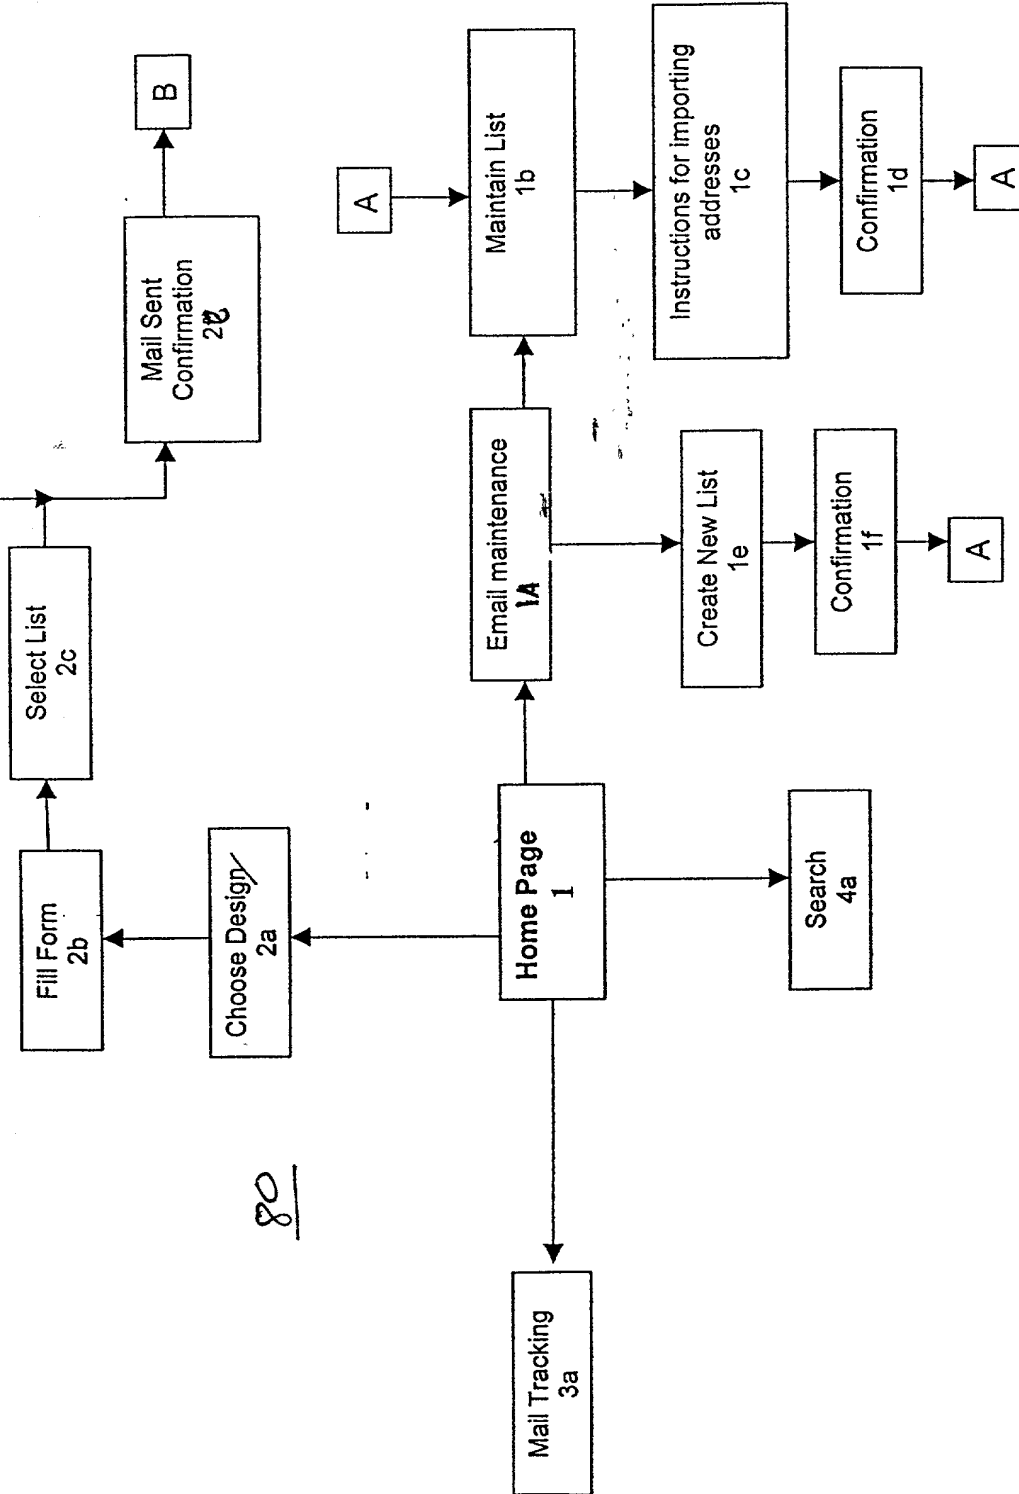 Fill Form
2b
Select List
2c
Mail Sent
Confirmation
B
Choose Design
2a
80
A
Mail Tracking
3a
Home Page
1
Email maintenance
1A
Maintain List
1b
Create New List
1e
Instructions for importing
addresses
1c
Search
4a
Confirmation
1f
Confirmation
1d
A
A